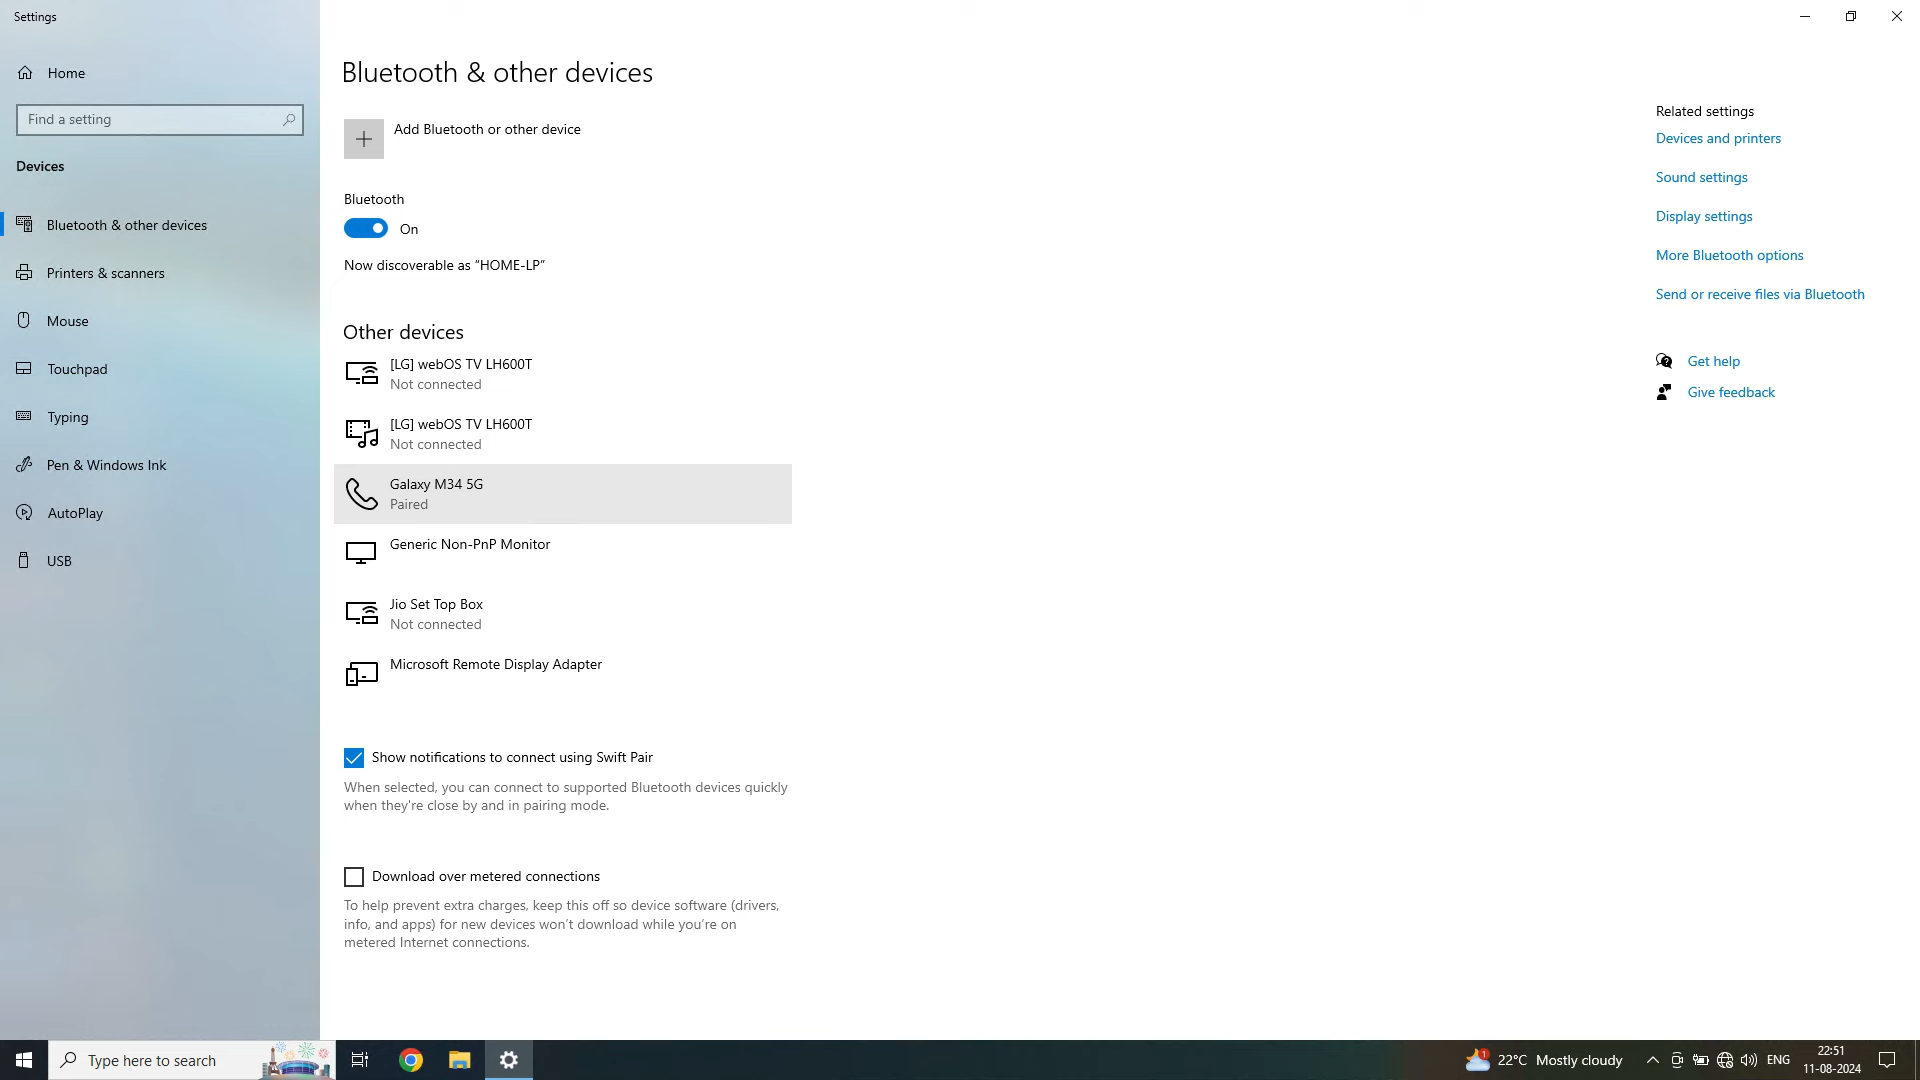 Settings
Home
Find a setting
Devices
Bluetooth & other devices
Printers & scanners
Mouse
Touchpad
Typing
Pen & Windows Ink
AutoPlay
USB
Bluetooth & other devices
Add Bluetooth or other device
Bluetooth
On
Now discoverable as “HOME-LP”
Other devices
[LG] webOS TV LH600T
Not connected
[LG] webOS TV LH600T
Not connected
Galaxy M34 5G
Paired
Generic Non-PnP Monitor
Jio Set Top Box
Not connected
Microsoft Remote Display Adapter
Show notifications to connect using Swift Pair
When selected, you can connect to supported Bluetooth devices quickly
when they're close by and in pairing mode.
Download over metered connections
To help prevent extra charges, keep this off so device software (drivers,
info, and apps) for new devices won’t download while you’re on
metered Internet connections.
Related settings
Devices and printers
Sound settings
Display settings
More Bluetooth options
Send or receive files via Bluetooth
Get help
Give feedback
Type here to search
1
22°C Mostly cloudy
ENG
22:51
11-08-2024